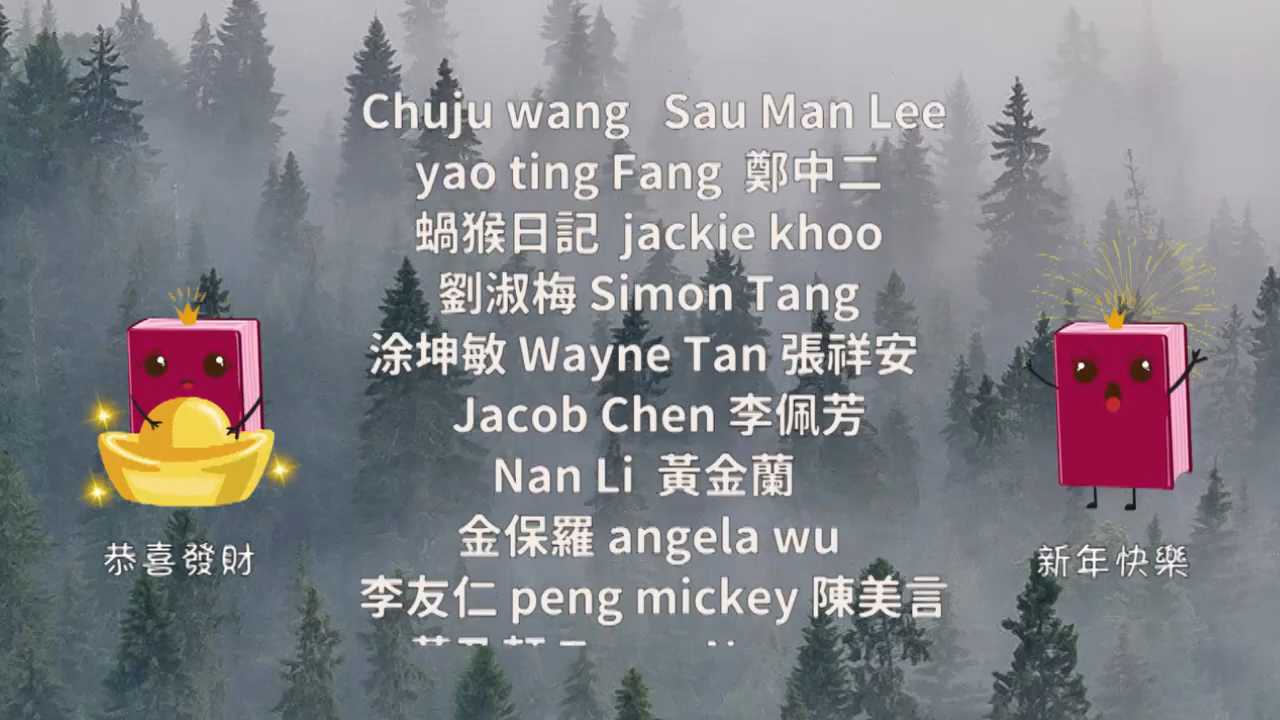 Chuju wang Sau Man Lee
yao ting Fang 鄭中二
蝸猴日記 jackie khoo
劉淑梅 Simon Tang
涂坤敏 Wayne Tan 張祥安
Jacob Chen 李佩芳
Nan Li 黃金蘭
金保羅 angela wu
李友仁 peng mickey 陳美言
恭喜發財
新年快樂